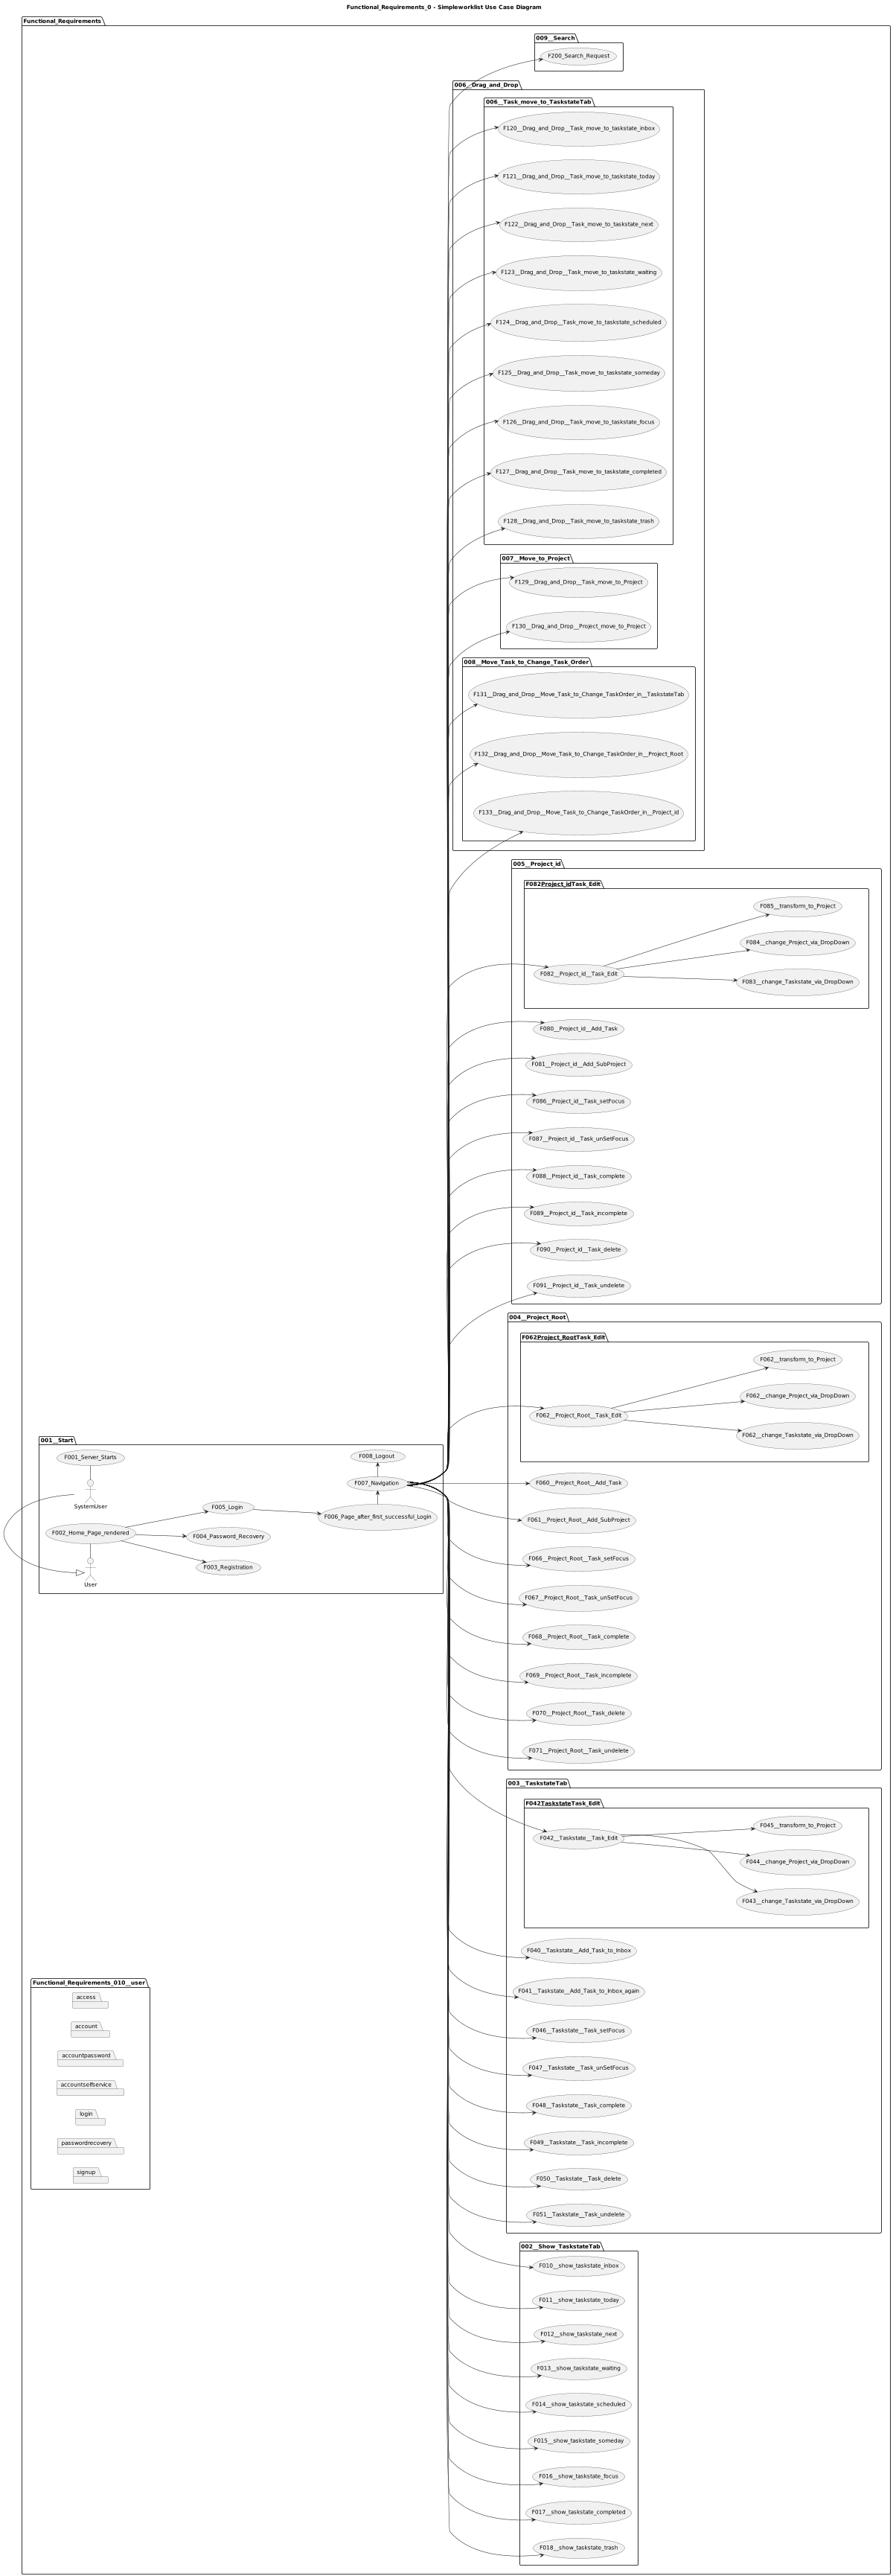 Functional_Requirements_0 - Simpleworklist Use Case Diagram
Functional_Requirements
009__Search
F200_Search_Request
006__Drag_and_Drop
006__Task_move_to_TaskstateTab
F120__Drag_and_Drop__Task_move_to_taskstate_inbox
F121__Drag_and_Drop__Task_move_to_taskstate_today
F122__Drag_and_Drop__Task_move_to_taskstate_next
F123__Drag_and_Drop__Task_move_to_taskstate_waiting
F124__Drag_and_Drop__Task_move_to_taskstate_scheduled
F125__Drag_and_Drop__Task_move_to_taskstate_someday
F126__Drag_and_Drop__Task_move_to_taskstate_focus
F127__Drag_and_Drop__Task_move_to_taskstate_completed
F128__Drag_and_Drop__Task_move_to_taskstate_trash
007__Move_to_Project
F129__Drag_and_Drop__Task_move_to_Project
F130__Drag_and_Drop__Project_move_to_Project
008__Move_Task_to_Change_Task_Order
F131__Drag_and_Drop__Move_Task_to_Change_TaskOrder_in__TaskstateTab
F132__Drag_and_Drop__Move_Task_to_Change_TaskOrder_in__Project_Root
F133__Drag_and_Drop__Move_Task_to_Change_TaskOrder_in__Project_id
005__Project_id
F082Project_idTask_Edit
F085__transform_to_Project
F084__change_Project_via_DropDown
F082__Project_id__Task_Edit
F083__change_Taskstate_via_DropDown
F080__Project_id__Add_Task
F081__Project_id__Add_SubProject
F086__Project_id__Task_setFocus
F087__Project_id__Task_unSetFocus
F088__Project_id__Task_complete
F089__Project_id__Task_incomplete
F090__Project_id__Task_delete
F091__Project_id__Task_undelete
004__Project_Root
F062Project_RootTask_Edit
F062__transform_to_Project
F062__change_Project_via_DropDown
F062__Project_Root__Task_Edit
F062__change_Taskstate_via_DropDown
001__Start
F001_Server_Starts
F008_Logout
F007_Navigation
SystemUser
F005_Login
F006_Page_after_first_successful_Login
F002_Home_Page_rendered
F004_Password_Recovery
F003_Registration
User
F060__Project_Root__Add_Task
F061__Project_Root__Add_SubProject
F066__Project_Root__Task_setFocus
F067__Project_Root__Task_unSetFocus
F068__Project_Root__Task_complete
F069__Project_Root__Task_incomplete
F070__Project_Root__Task_delete
F071__Project_Root__Task_undelete
003__TaskstateTab
F042TaskstateTask_Edit
F045__transform_to_Project
F042__Taskstate__Task_Edit
F044__change_Project_via_DropDown
F043__change_Taskstate_via_DropDown
F040__Taskstate__Add_Task_to_Inbox
F041__Taskstate__Add_Task_to_Inbox_again
F046__Taskstate__Task_setFocus
F047__Taskstate__Task_unSetFocus
F048__Taskstate__Task_complete
F049__Taskstate__Task_incomplete
F050__Taskstate__Task_delete
F051__Taskstate__Task_undelete
Functional_Requirements_010__user
access
account
accountpassword
accountselfservice
login
passwordrecovery
signup
002__Show_TaskstateTab
F010__show_taskstate_inbox
F011__show_taskstate_today
F012__show_taskstate_next
F013__show_taskstate_waiting
F014__show_taskstate_scheduled
F015__show_taskstate_someday
F016__show_taskstate_focus
F017__show_taskstate_completed
F018__show_taskstate_trash